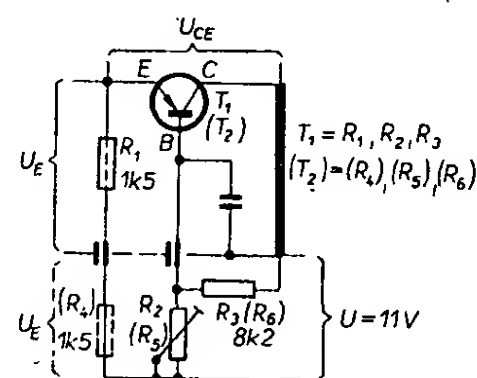 U_CE
E C
T_1
(T_2)
B
U_E
R_1
1k5
T_1 = R_1, R_2, R_3
(T_2)=(R_4),(R_5),(R_6)
U_E
(R_4)
1k5
R_2
(R_5)
R_3(R_6)
8k2
U = 11V